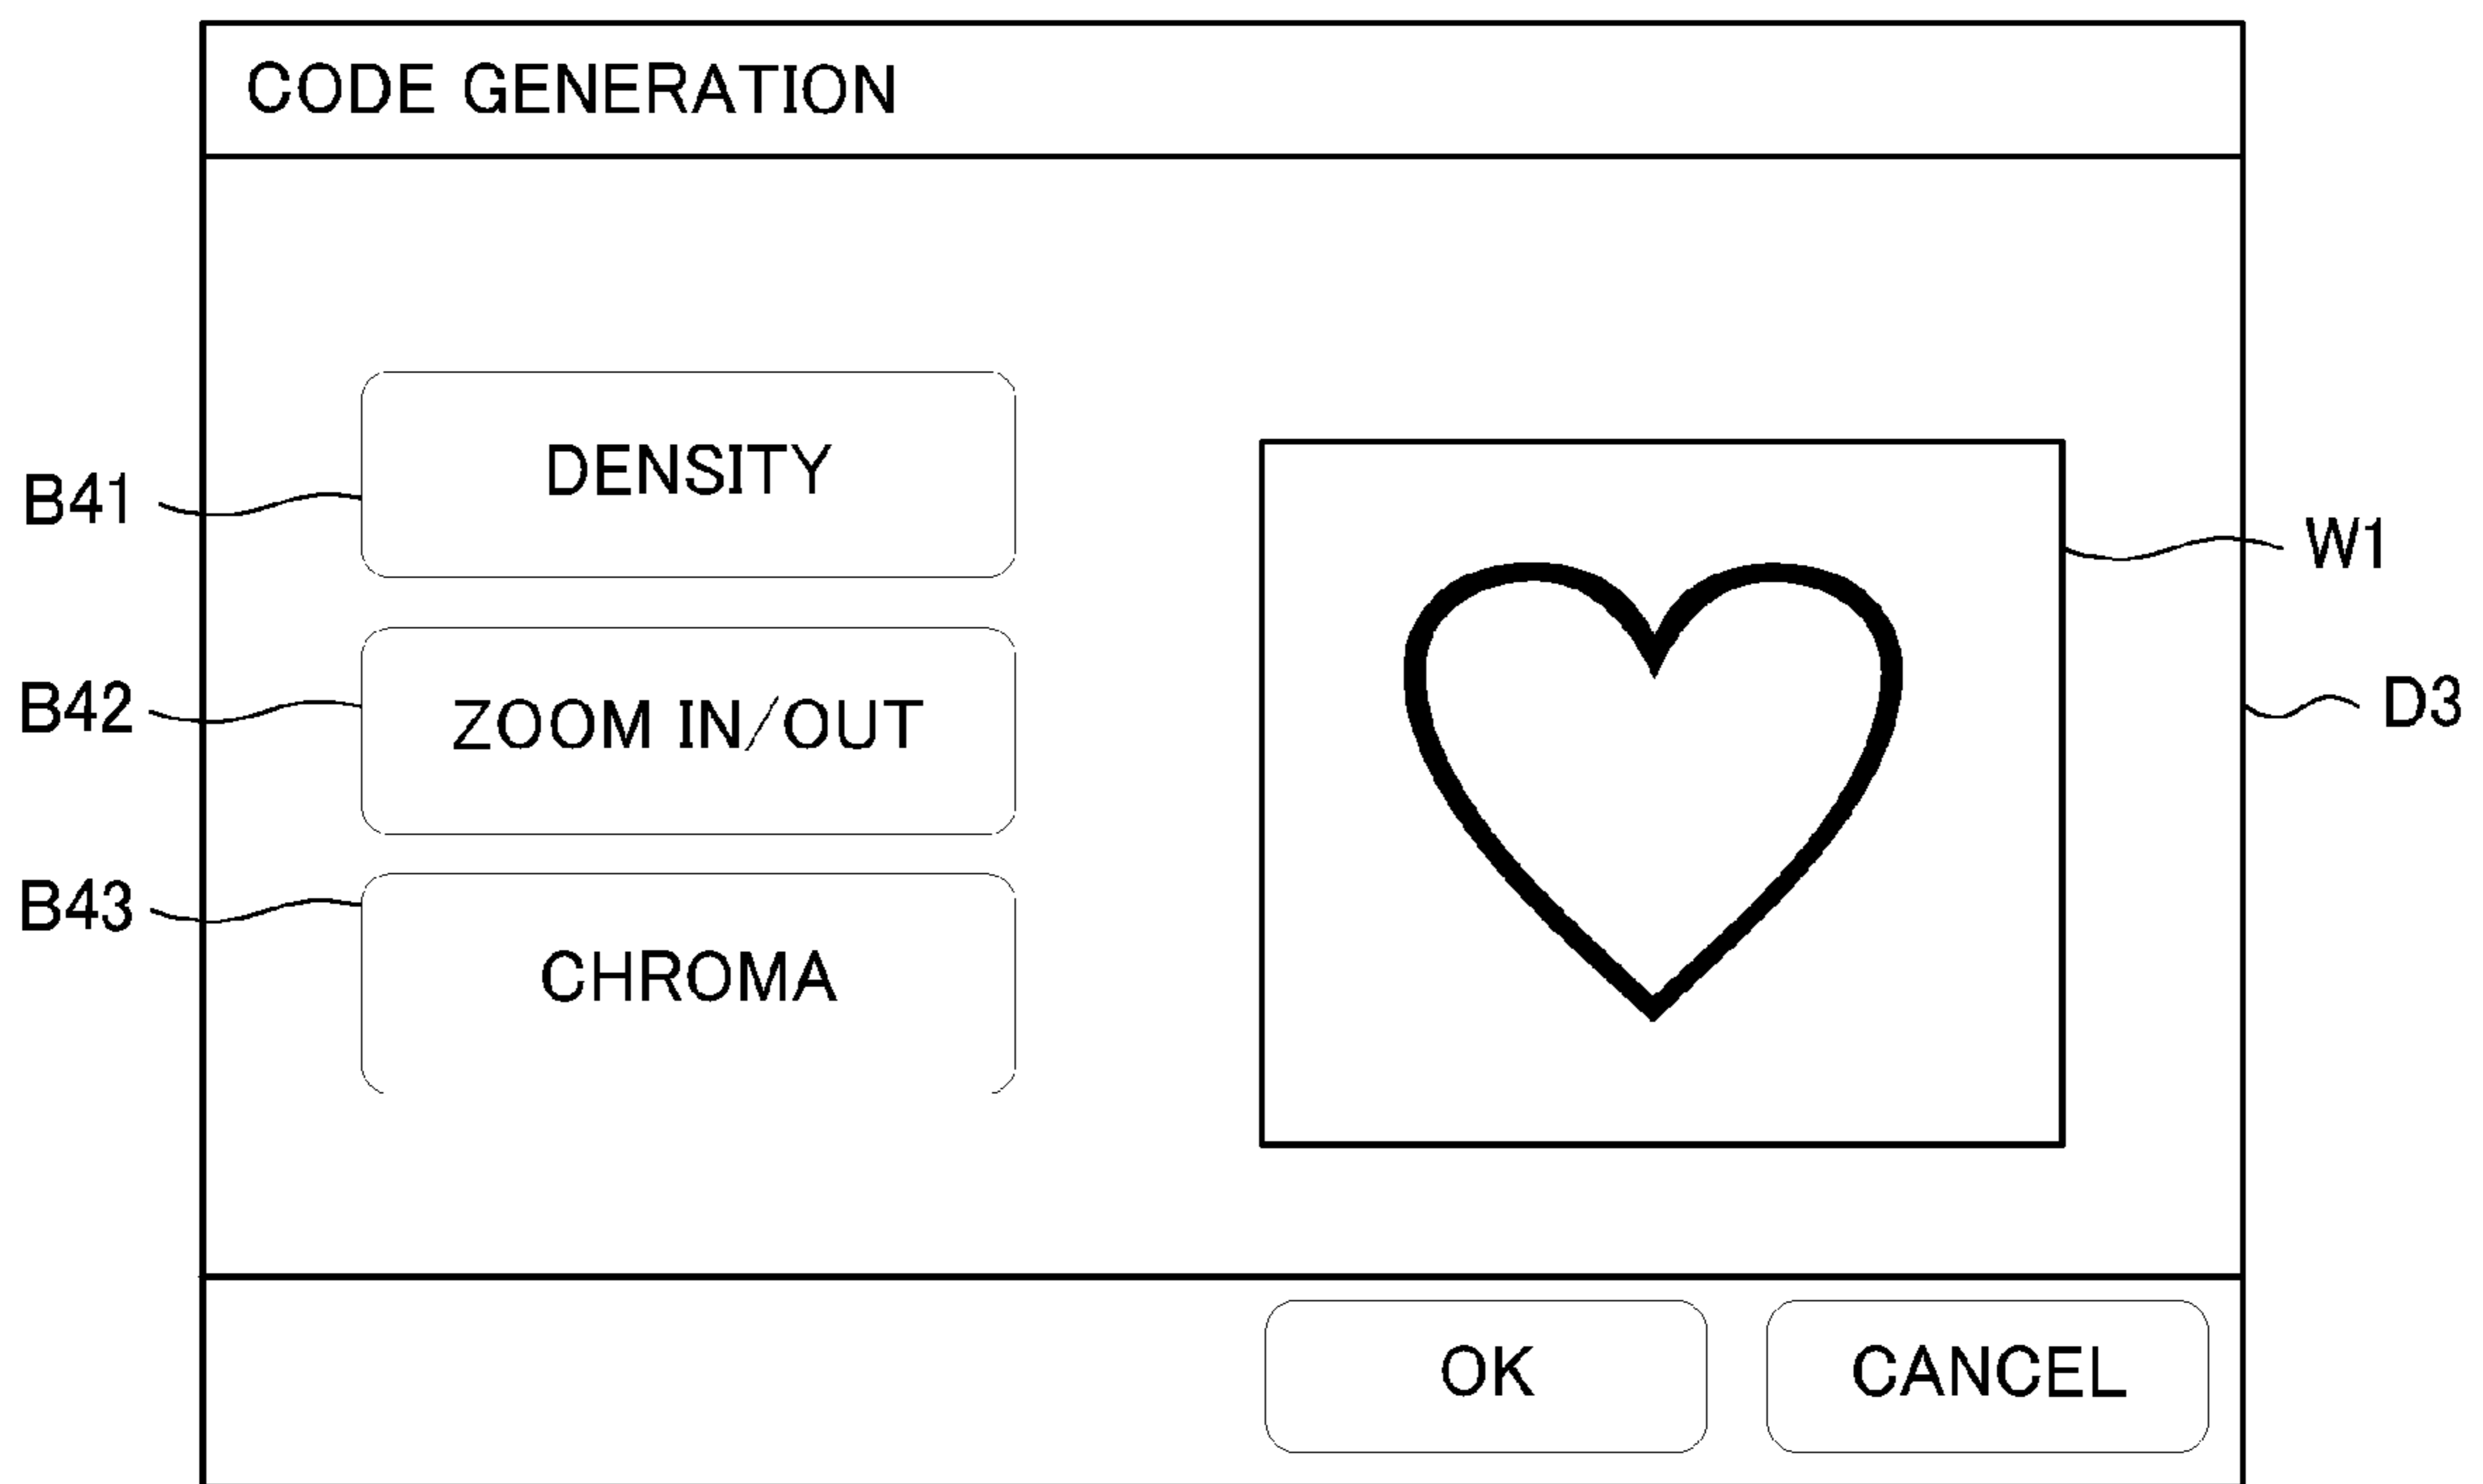 CODE GENERATION
DENSITY
B41
W1
ZOOM IN/OUT
B42
D3
B43
CHROMA
OK
CANCEL